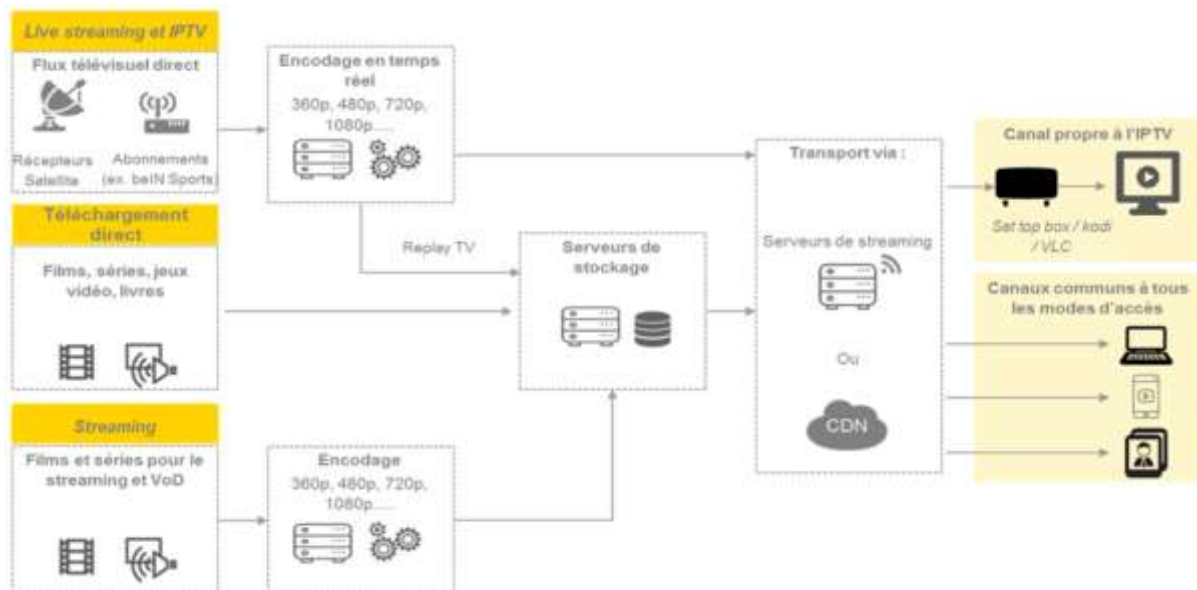 Live streaming et IPTV
Flux télévisuel direct
Récepteurs
Satellite
Abonnements
(ex. beIN Sports)
Encodage en temps
réel
360p, 480p, 720p,
1080p....
Téléchargement
direct
Films, séries, jeux
vidéo, livres
Replay TV
Serveurs de
stockage
Streaming
Films et séries pour le
streaming et VoD
Encodage
360p, 480p, 720p,
1080p.....
Transport via :
Serveurs de streaming
Ou
CDN
Canal propre à l'IPTV
Set top box / kodi
/ VLC
Canaux communs à tous
les modes d'accès